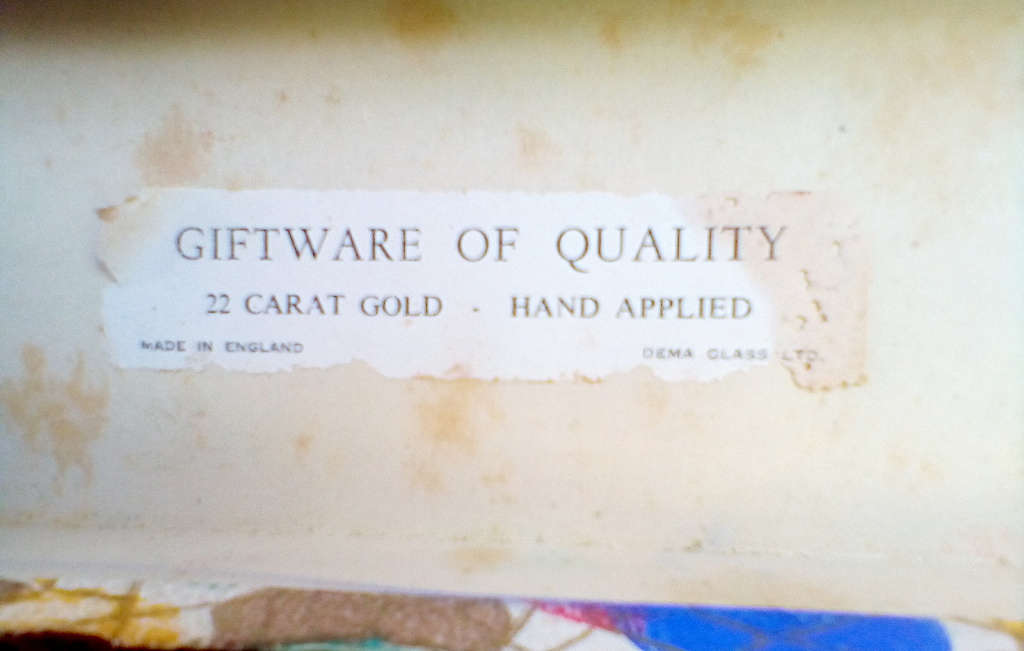 GIFTWARE OF QUALITY
22 CARAT GOLD - HAND APPLIED
MADE IN ENGLAND DEMA GLASS LTD.